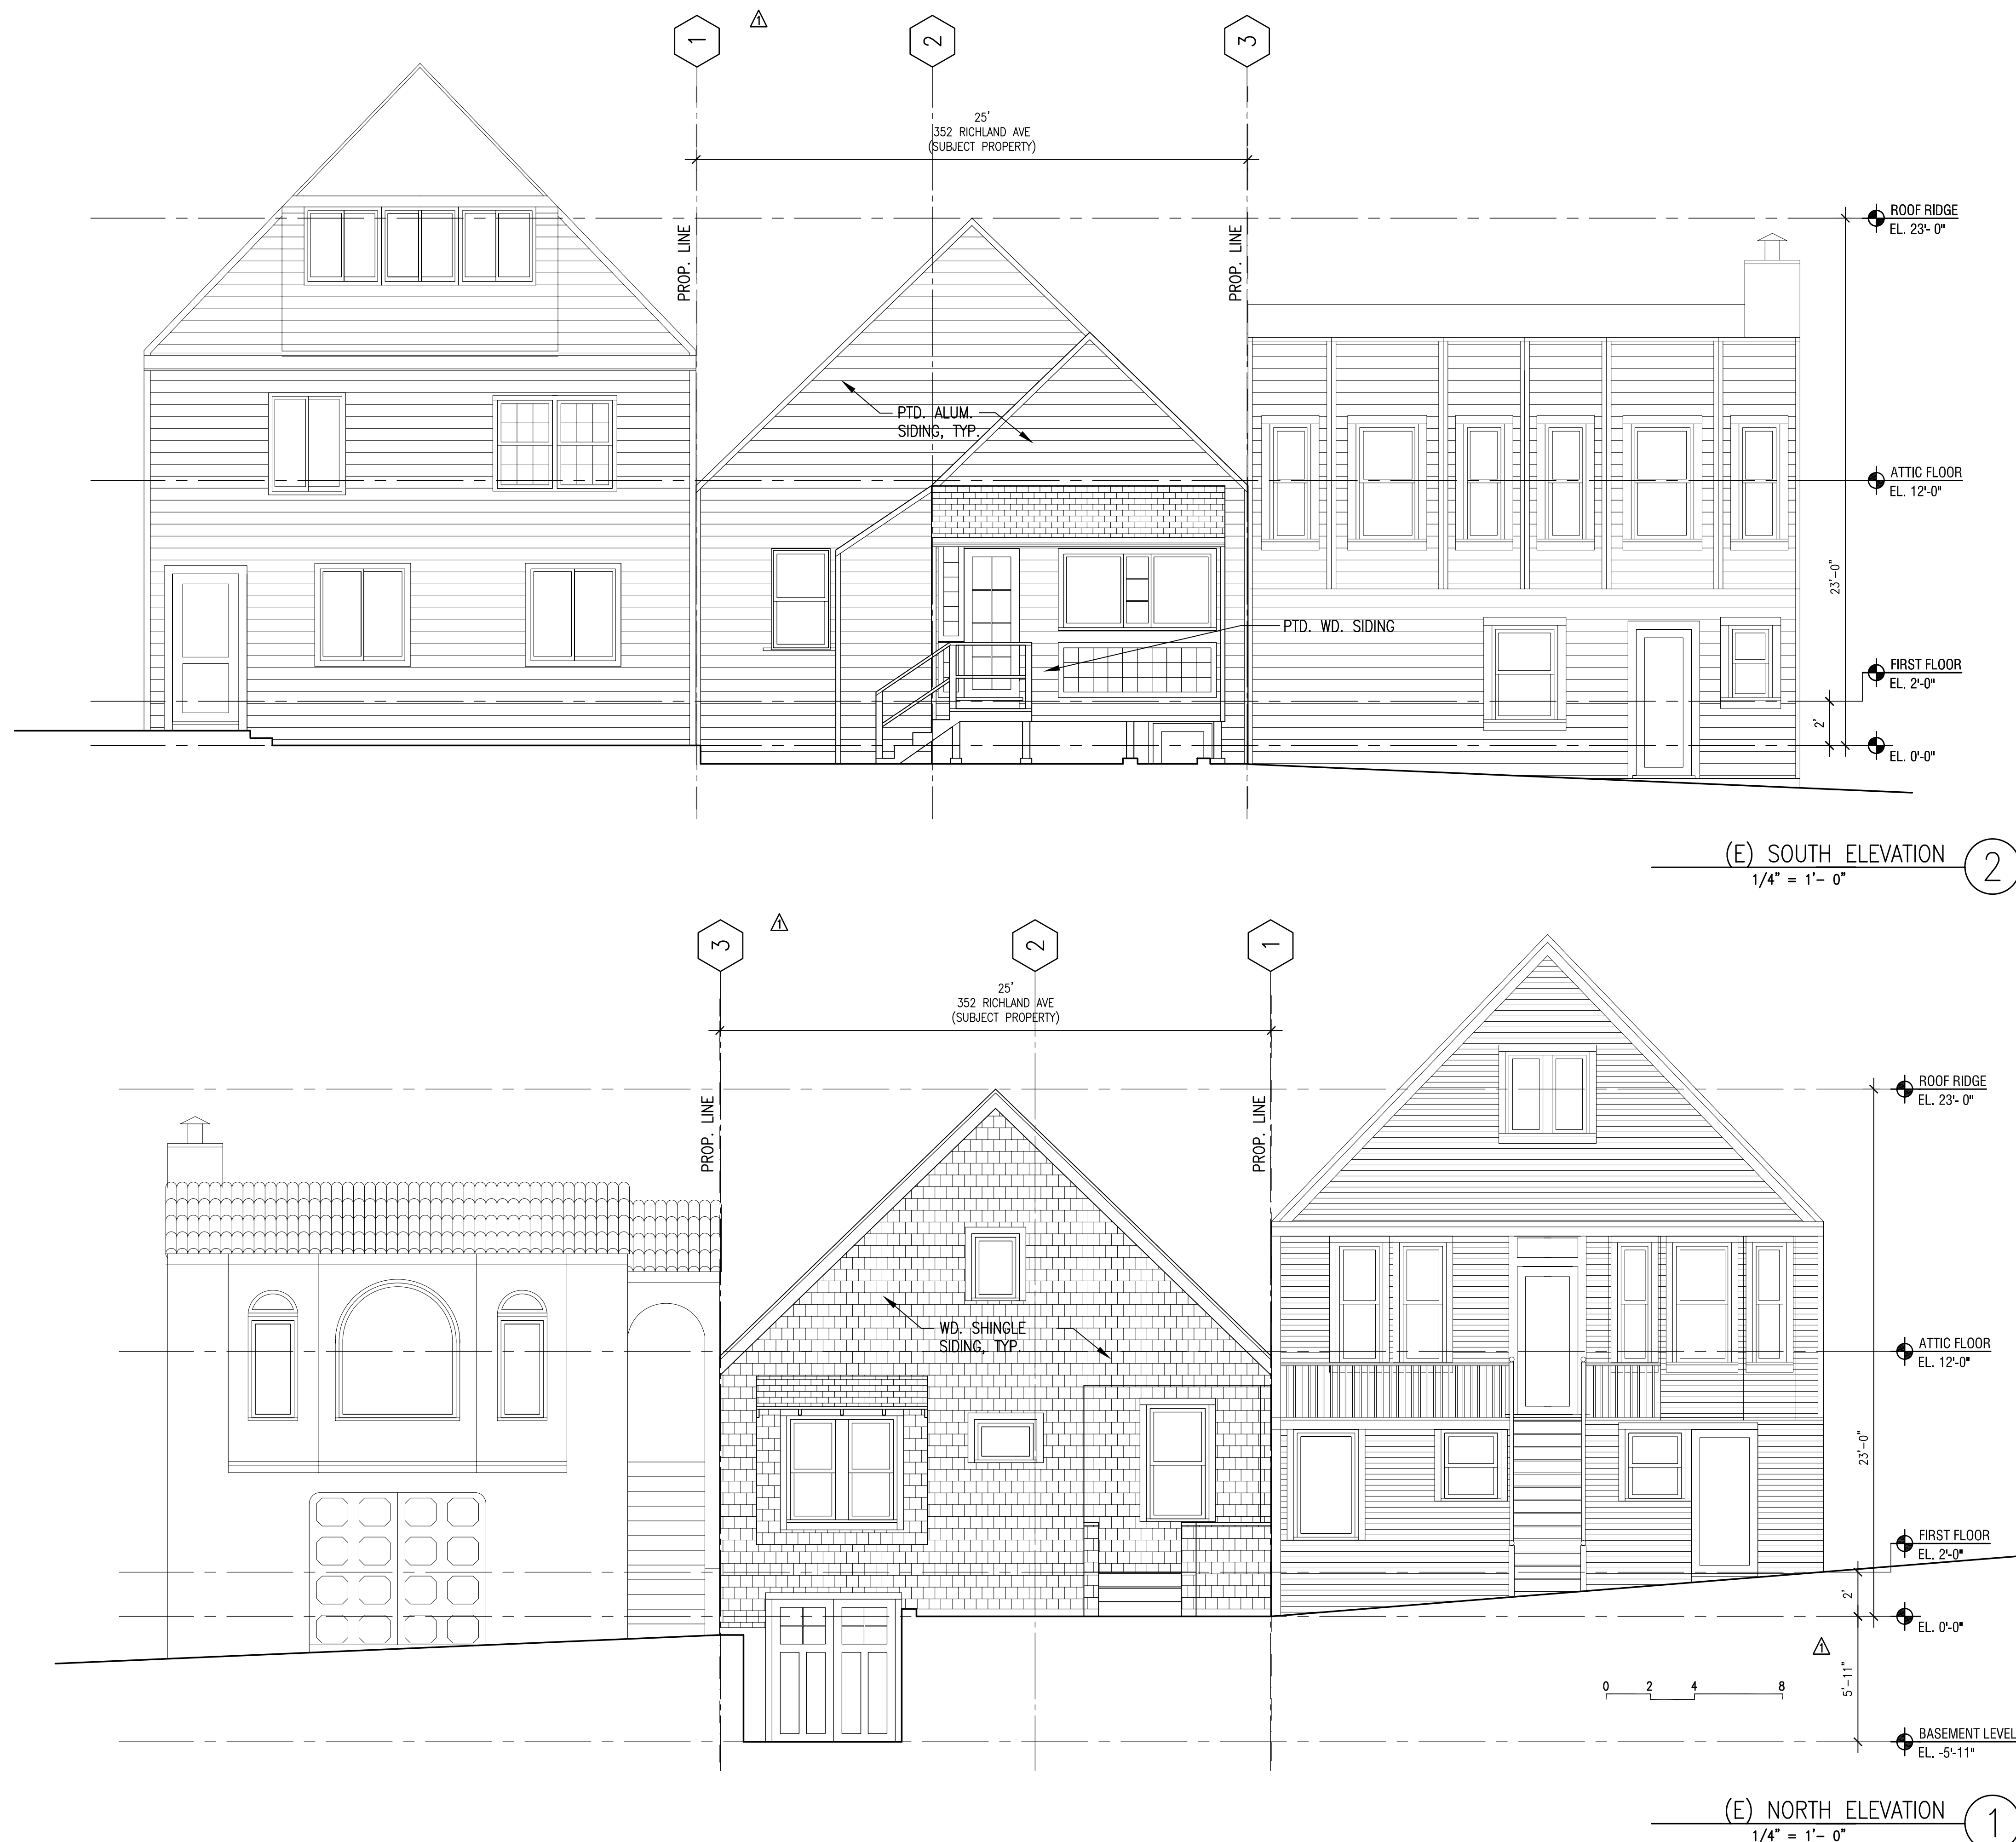 1
1
2
3
25'
352 RICHLAND AVE
(SUBJECT PROPERTY)
PROP. LINE
PROP. LINE
ROOF RIDGE
EL. 23'- 0"
PTD. ALUM.
SIDING, TYP.
ATTIC FLOOR
EL. 12'-0"
23'-0"
PTD. WD. SIDING
FIRST FLOOR
EL. 2'-0"
2'
EL. 0'-0"
(E) SOUTH ELEVATION
1/4" = 1'- 0"
2
3
1
2
1
25'
352 RICHLAND AVE
(SUBJECT PROPERTY)
PROP. LINE
PROP. LINE
ROOF RIDGE
EL. 23'- 0"
WD. SHINGLE
SIDING, TYP.
ATTIC FLOOR
EL. 12'-0"
23'-0"
FIRST FLOOR
EL. 2'-0"
2'
EL. 0'-0"
1
5'-11"
0 2 4 8
BASEMENT LEVEL
EL. -5'-11"
(E) NORTH ELEVATION
1/4" = 1'- 0"
1